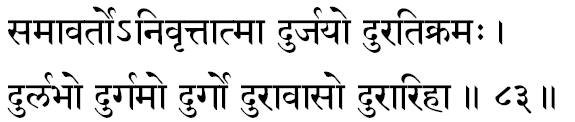 समावर्तोऽनिवृत्तात्मा दुर्जयो दुरतिक्रमः ।
दुर्लभो दुर्गमो दुर्गो दुरावासो दुरारिहा ॥ ८३ ॥